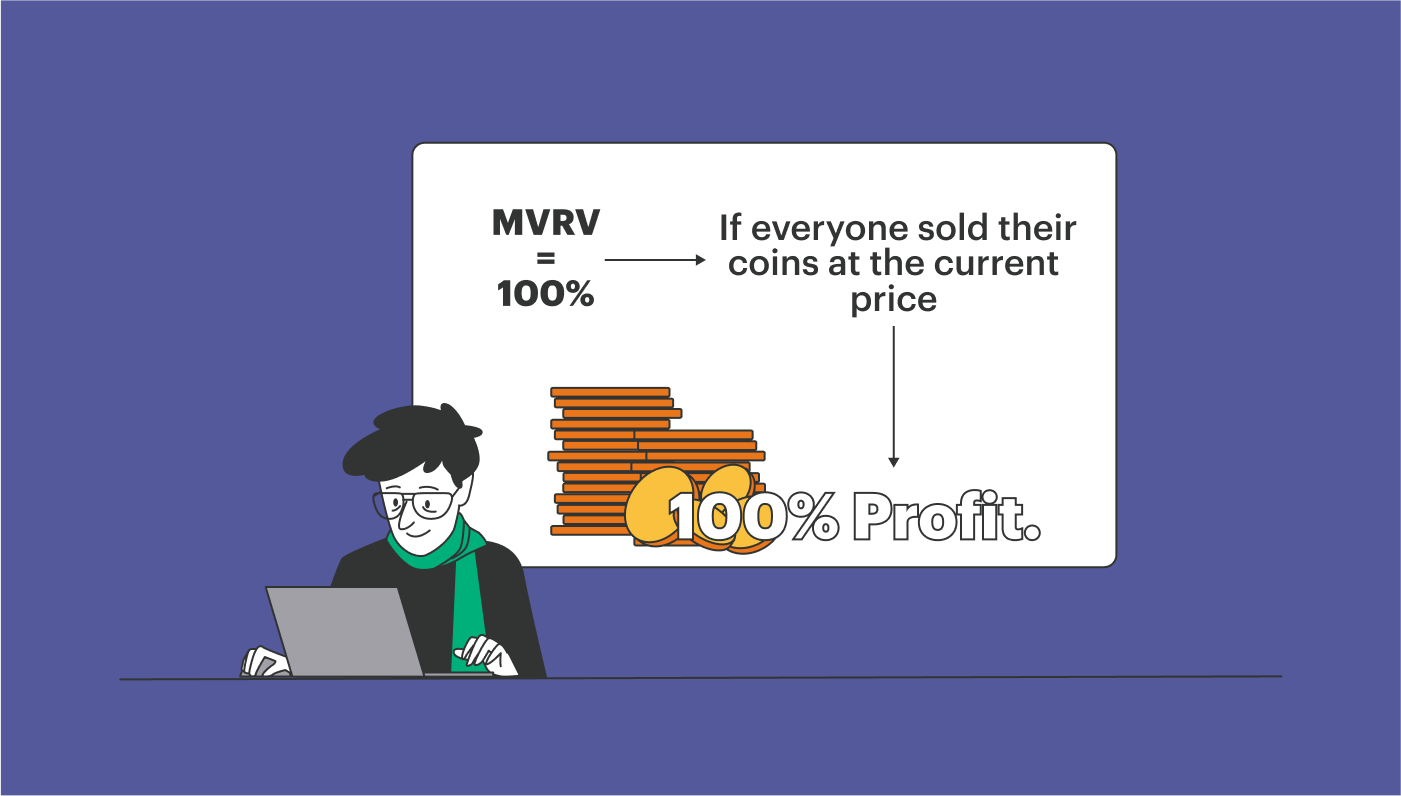 MVRV
=
100%
If everyone sold their
coins at the current
price
100% Profit.